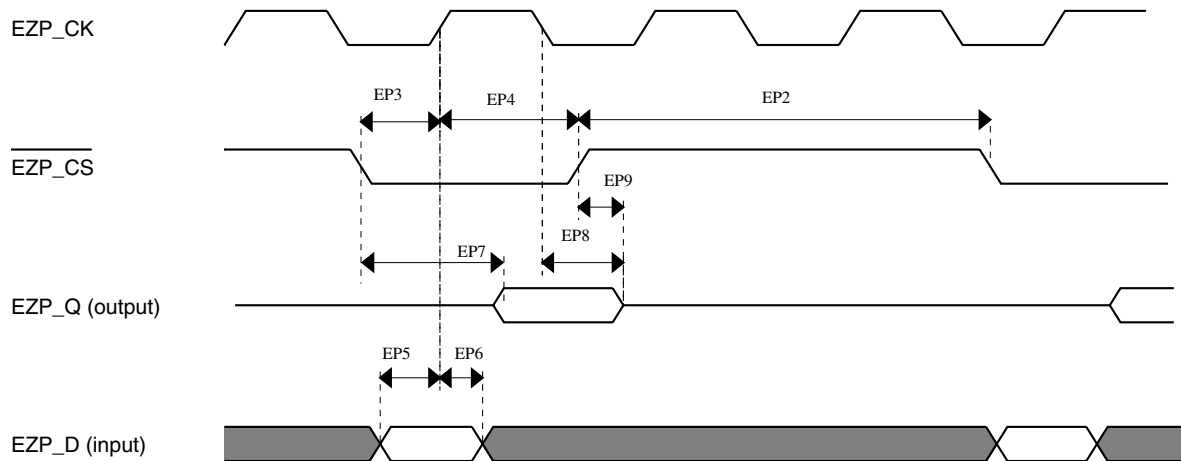 EZP_CK
EP3
EP4
EP2
EZP_CS
EP9
EP8
EP7
EZP_Q (output)
EP5
EP6
EZP_D (input)